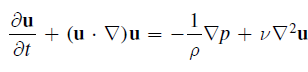 ∂u/∂t + (u · ∇)u = −1/ρ ∇p + ν∇²u